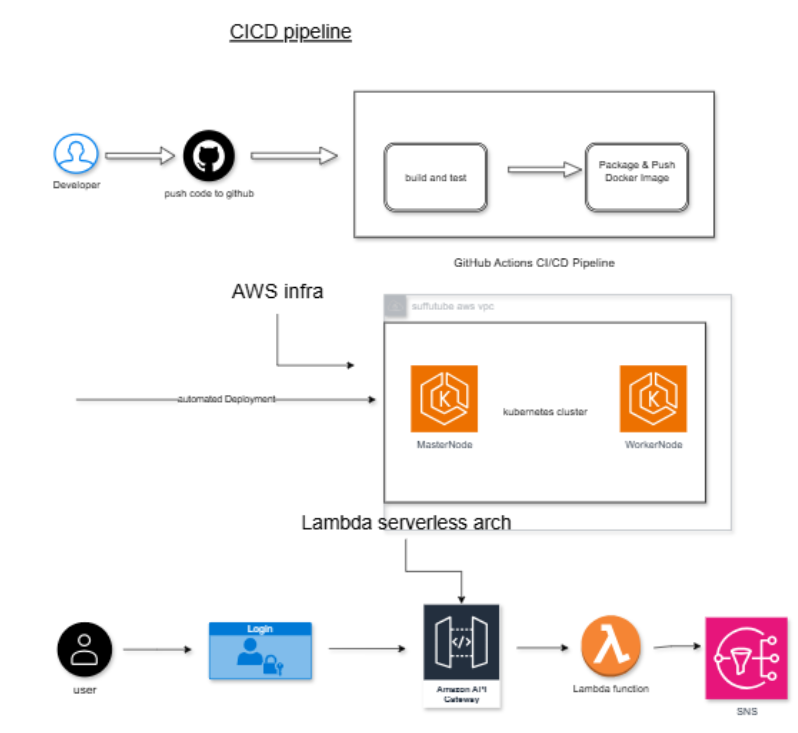 CICD pipeline
Developer
push code to github
build and test
Package & Push
Docker Image
GitHub Actions CI/CD Pipeline
AWS infra
suffutube aws vpc
automated Deployment
kubernetes cluster
MasterNode
WorkerNode
Lambda serverless arch
Login
user
Amazon API
Gateway
Lambda function
SNS